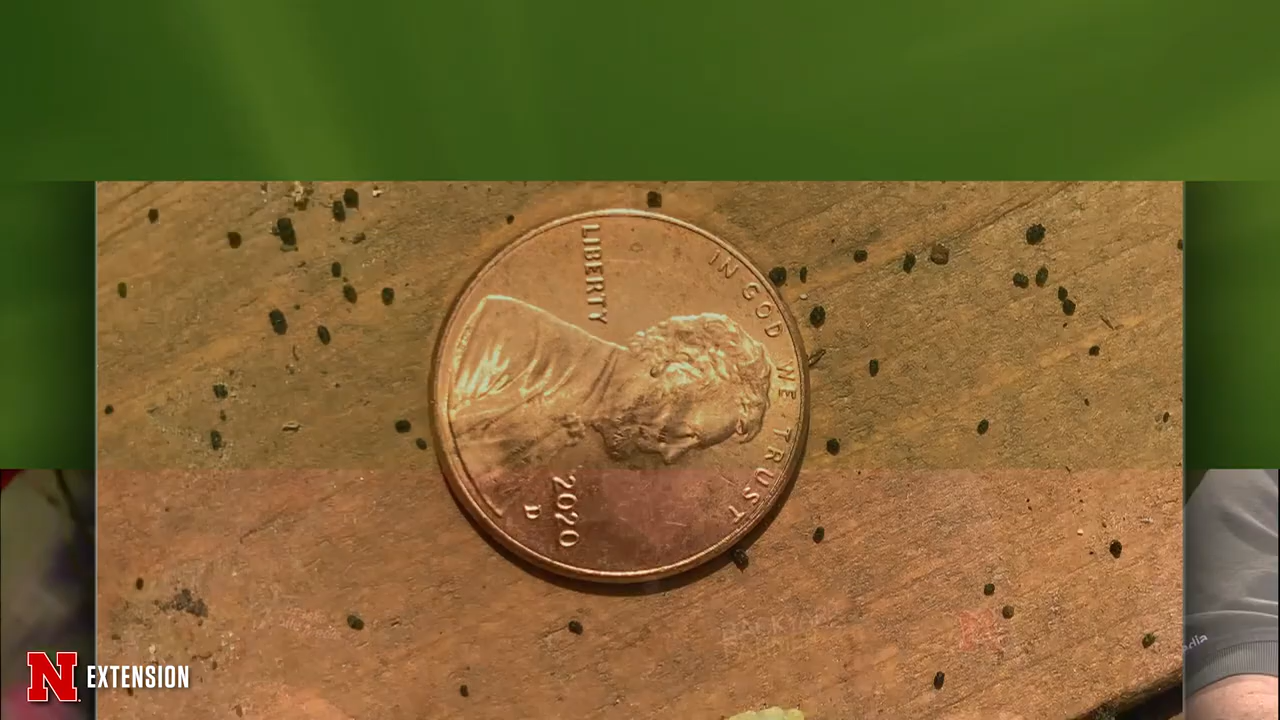 LIBERTY
IN GOD WE TRUST
2020
D
N EXTENSION